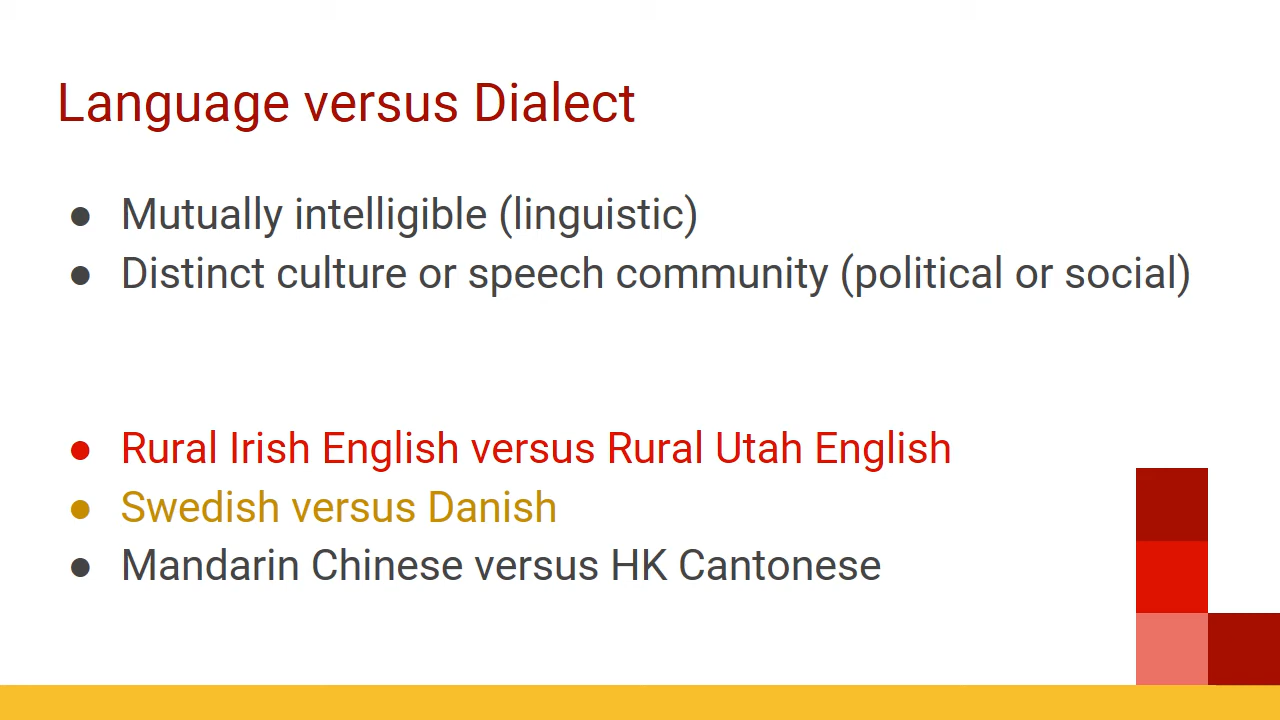 Language versus Dialect
● Mutually intelligible (linguistic)
● Distinct culture or speech community (political or social)
● Rural Irish English versus Rural Utah English
● Swedish versus Danish
● Mandarin Chinese versus HK Cantonese